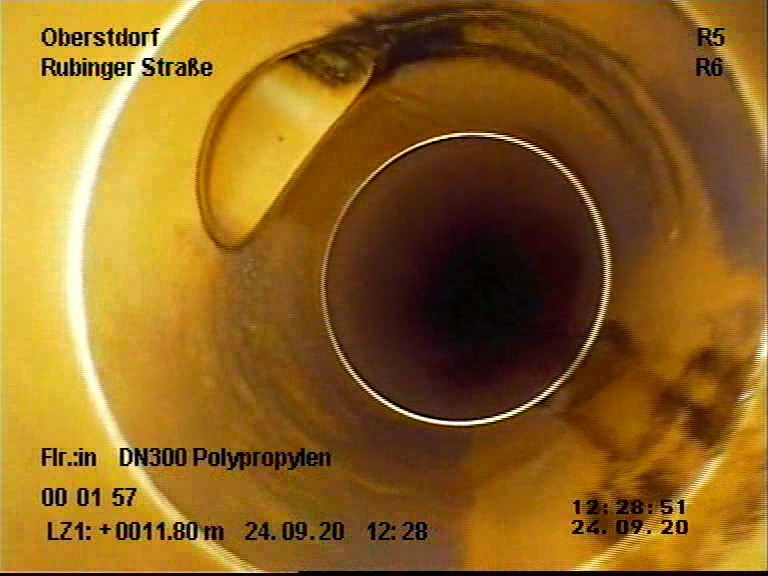 Oberstdorf
R5
Rubinger Straße
R6
Flr.:in DN300 Polypropylen
00 01 57
12:28:51
LZ1: +0011.80 m 24.09.20 12:28
24.09.20